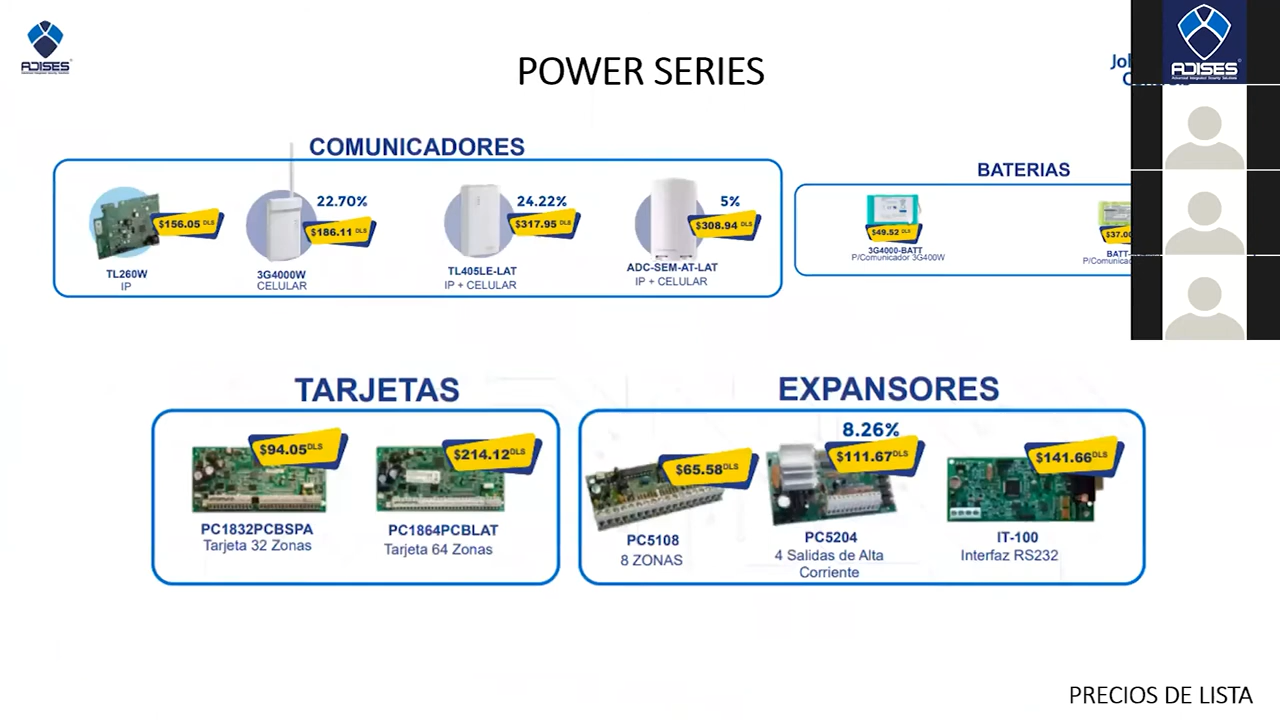 ADISES
POWER SERIES
ADISES
COMUNICADORES
$156.05 DLS
TL260W
IP
22.70%
$186.11 DLS
3G4000W
CELULAR
24.22%
$317.95 DLS
TL405LE-LAT
IP + CELULAR
5%
$308.94 DLS
ADC-SEM-AT-LAT
IP + CELULAR
BATERIAS
$49.52 DLS
3G4000-BATT
P/Comunicador 3G400W
$37.00
BATT-
TARJETAS
$94.05 DLS
PC1832PCBSPA
Tarjeta 32 Zonas
$214.12 DLS
PC1864PCBLAT
Tarjeta 64 Zonas
EXPANSORES
$65.58 DLS
PC5108
8 ZONAS
8.26%
$111.67 DLS
PC5204
4 Salidas de Alta
Corriente
$141.66 DLS
IT-100
Interfaz RS232
PRECIOS DE LISTA